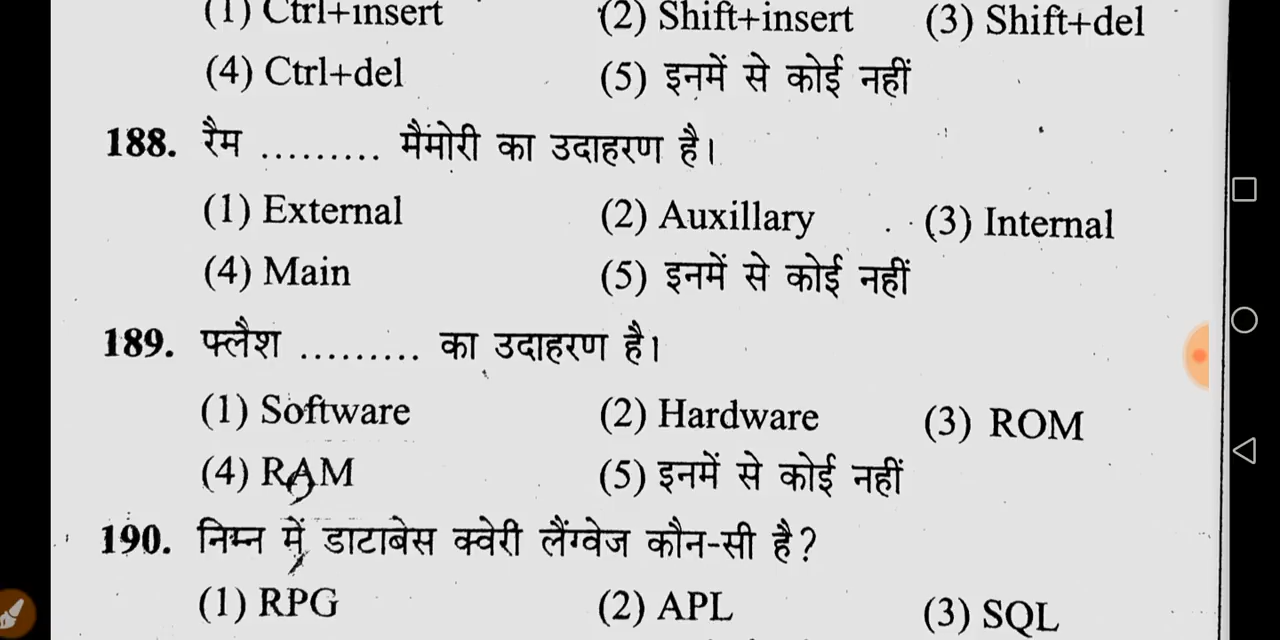 (1) Ctrl+insert (2) Shift+insert (3) Shift+del
(4) Ctrl+del (5) इनमें से कोई नहीं
188. रैम ......... मैमोरी का उदाहरण है।
(1) External (2) Auxillary (3) Internal
(4) Main (5) इनमें से कोई नहीं
189. फ्लैश ......... का उदाहरण है।
(1) Software (2) Hardware (3) ROM
(4) RAM (5) इनमें से कोई नहीं
190. निम्न में डाटाबेस क्वेरी लैंग्वेज कौन-सी है?
(1) RPG (2) APL (3) SQL